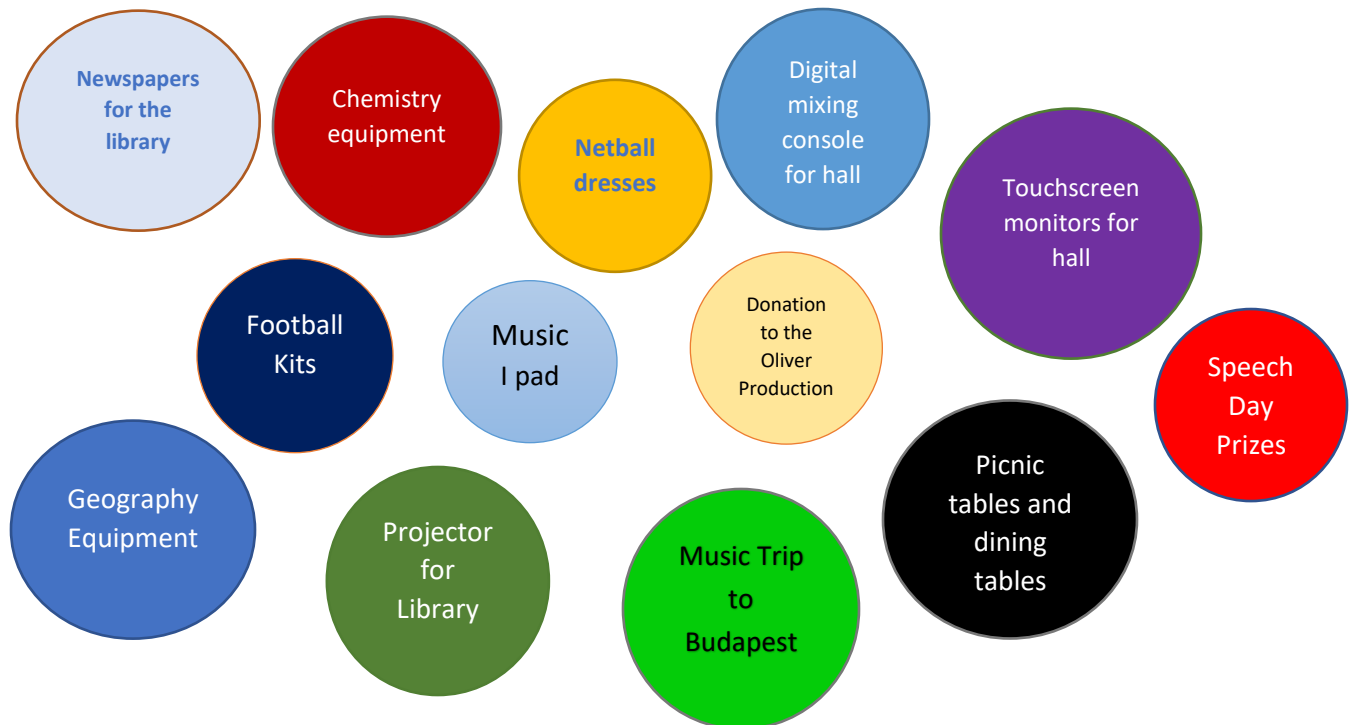 Newspapers
for the
library
Chemistry
equipment
Netball
dresses
Digital
mixing
console
for hall
Touchscreen
monitors for
hall
Football
Kits
Music
I pad
Donation
to the
Oliver
Production
Speech
Day
Prizes
Geography
Equipment
Projector
for
Library
Music Trip
to
Budapest
Picnic
tables and
dining
tables